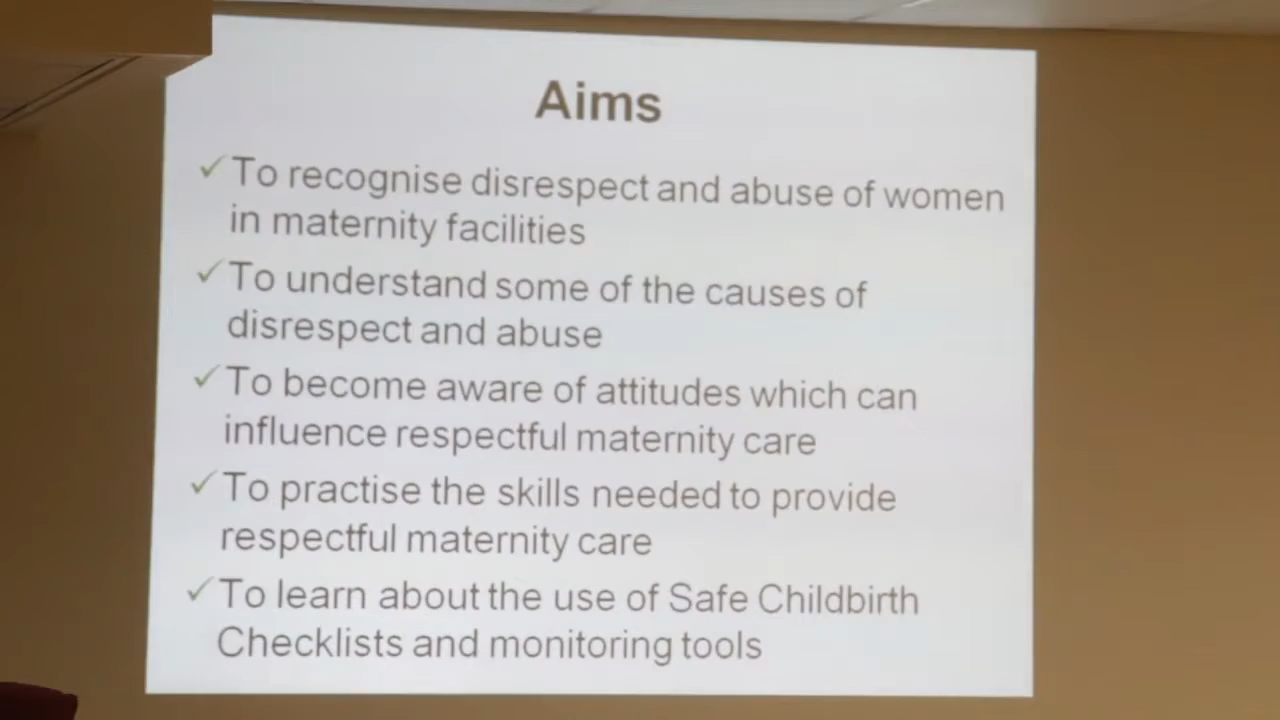 Aims
✓ To recognise disrespect and abuse of women
in maternity facilities
✓ To understand some of the causes of
disrespect and abuse
✓ To become aware of attitudes which can
influence respectful maternity care
✓ To practise the skills needed to provide
respectful maternity care
✓ To learn about the use of Safe Childbirth
Checklists and monitoring tools